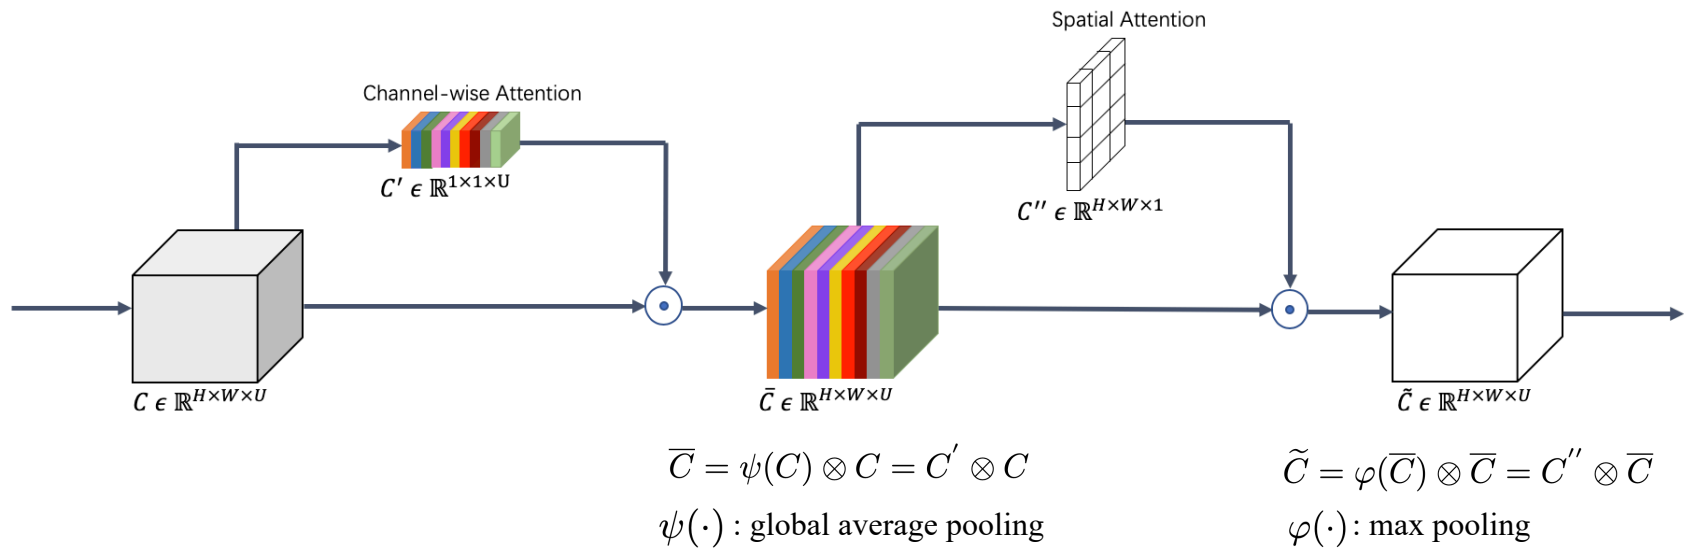 Spatial Attention
Channel-wise Attention
C′ ϵ ℝ^{1×1×U}
C′′ ϵ ℝ^{H×W×1}
C ϵ ℝ^{H×W×U}
C̄ ϵ ℝ^{H×W×U}
C̃ ϵ ℝ^{H×W×U}
C̅ = ψ(C) ⊗ C = C′ ⊗ C
ψ(·) : global average pooling
C̃ = φ(C̅) ⊗ C̅ = C′′ ⊗ C̅
φ(·) : max pooling